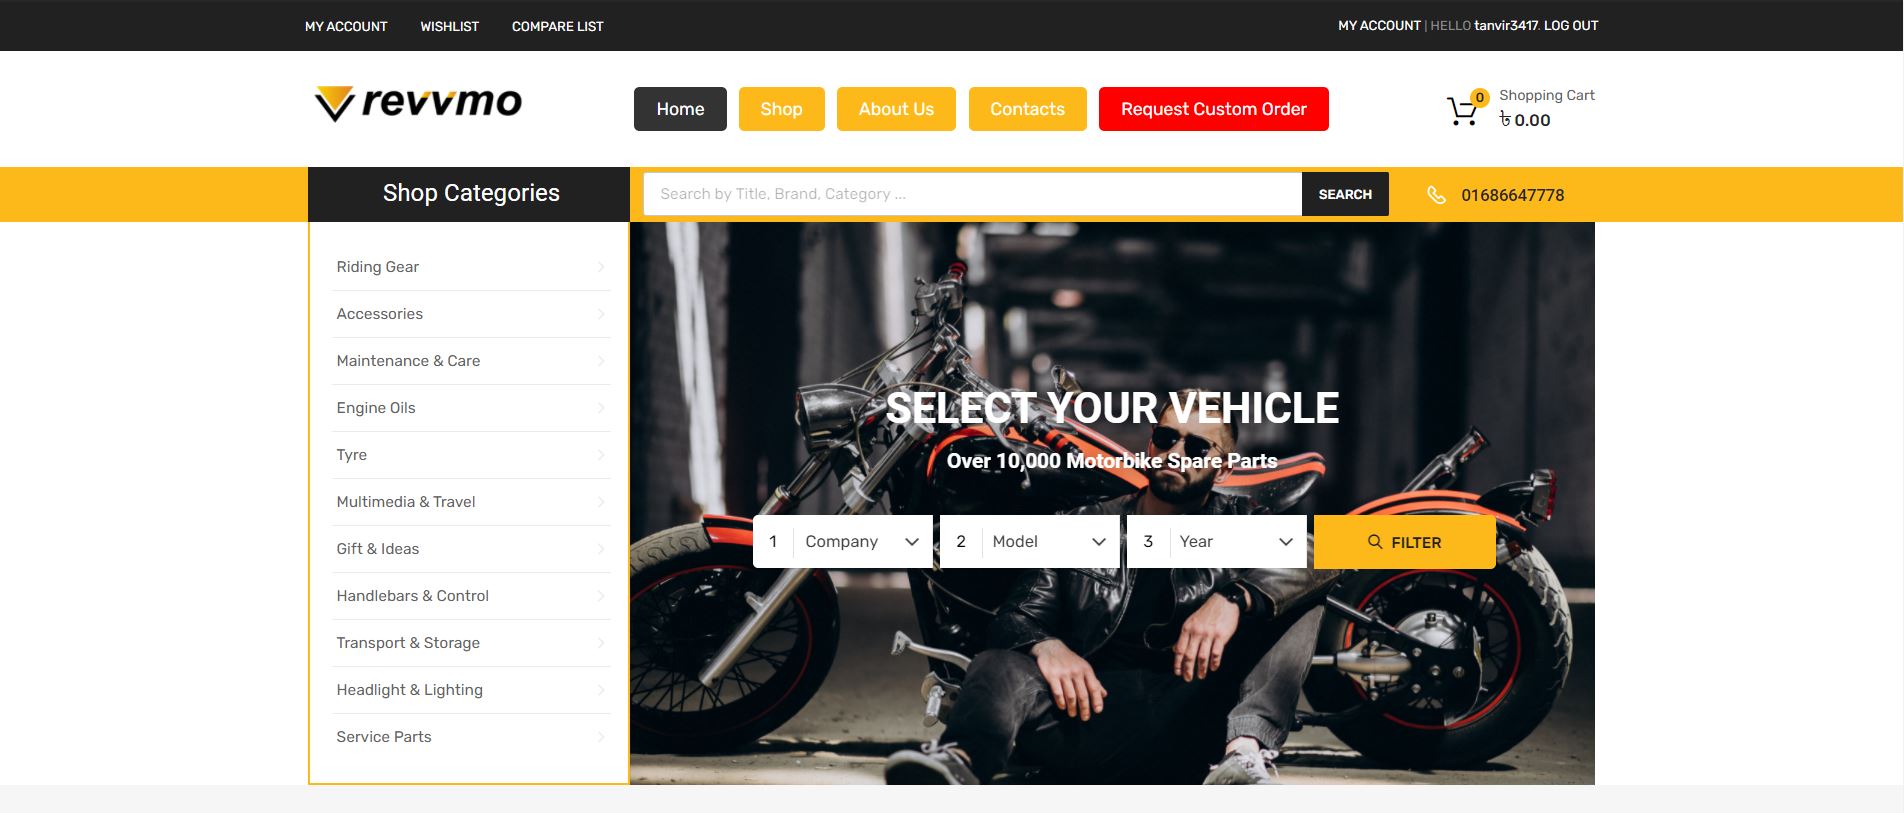 MY ACCOUNT WISHLIST COMPARE LIST
MY ACCOUNT | HELLO tanvir3417. LOG OUT
revvmo
Home Shop About Us Contacts Request Custom Order
0 Shopping Cart
৳ 0.00
Shop Categories
Search by Title, Brand, Category ... SEARCH
01686647778
Riding Gear
Accessories
Maintenance & Care
Engine Oils
Tyre
Multimedia & Travel
Gift & Ideas
Handlebars & Control
Transport & Storage
Headlight & Lighting
Service Parts
SELECT YOUR VEHICLE
Over 10,000 Motorbike Spare Parts
1 Company 2 Model 3 Year FILTER